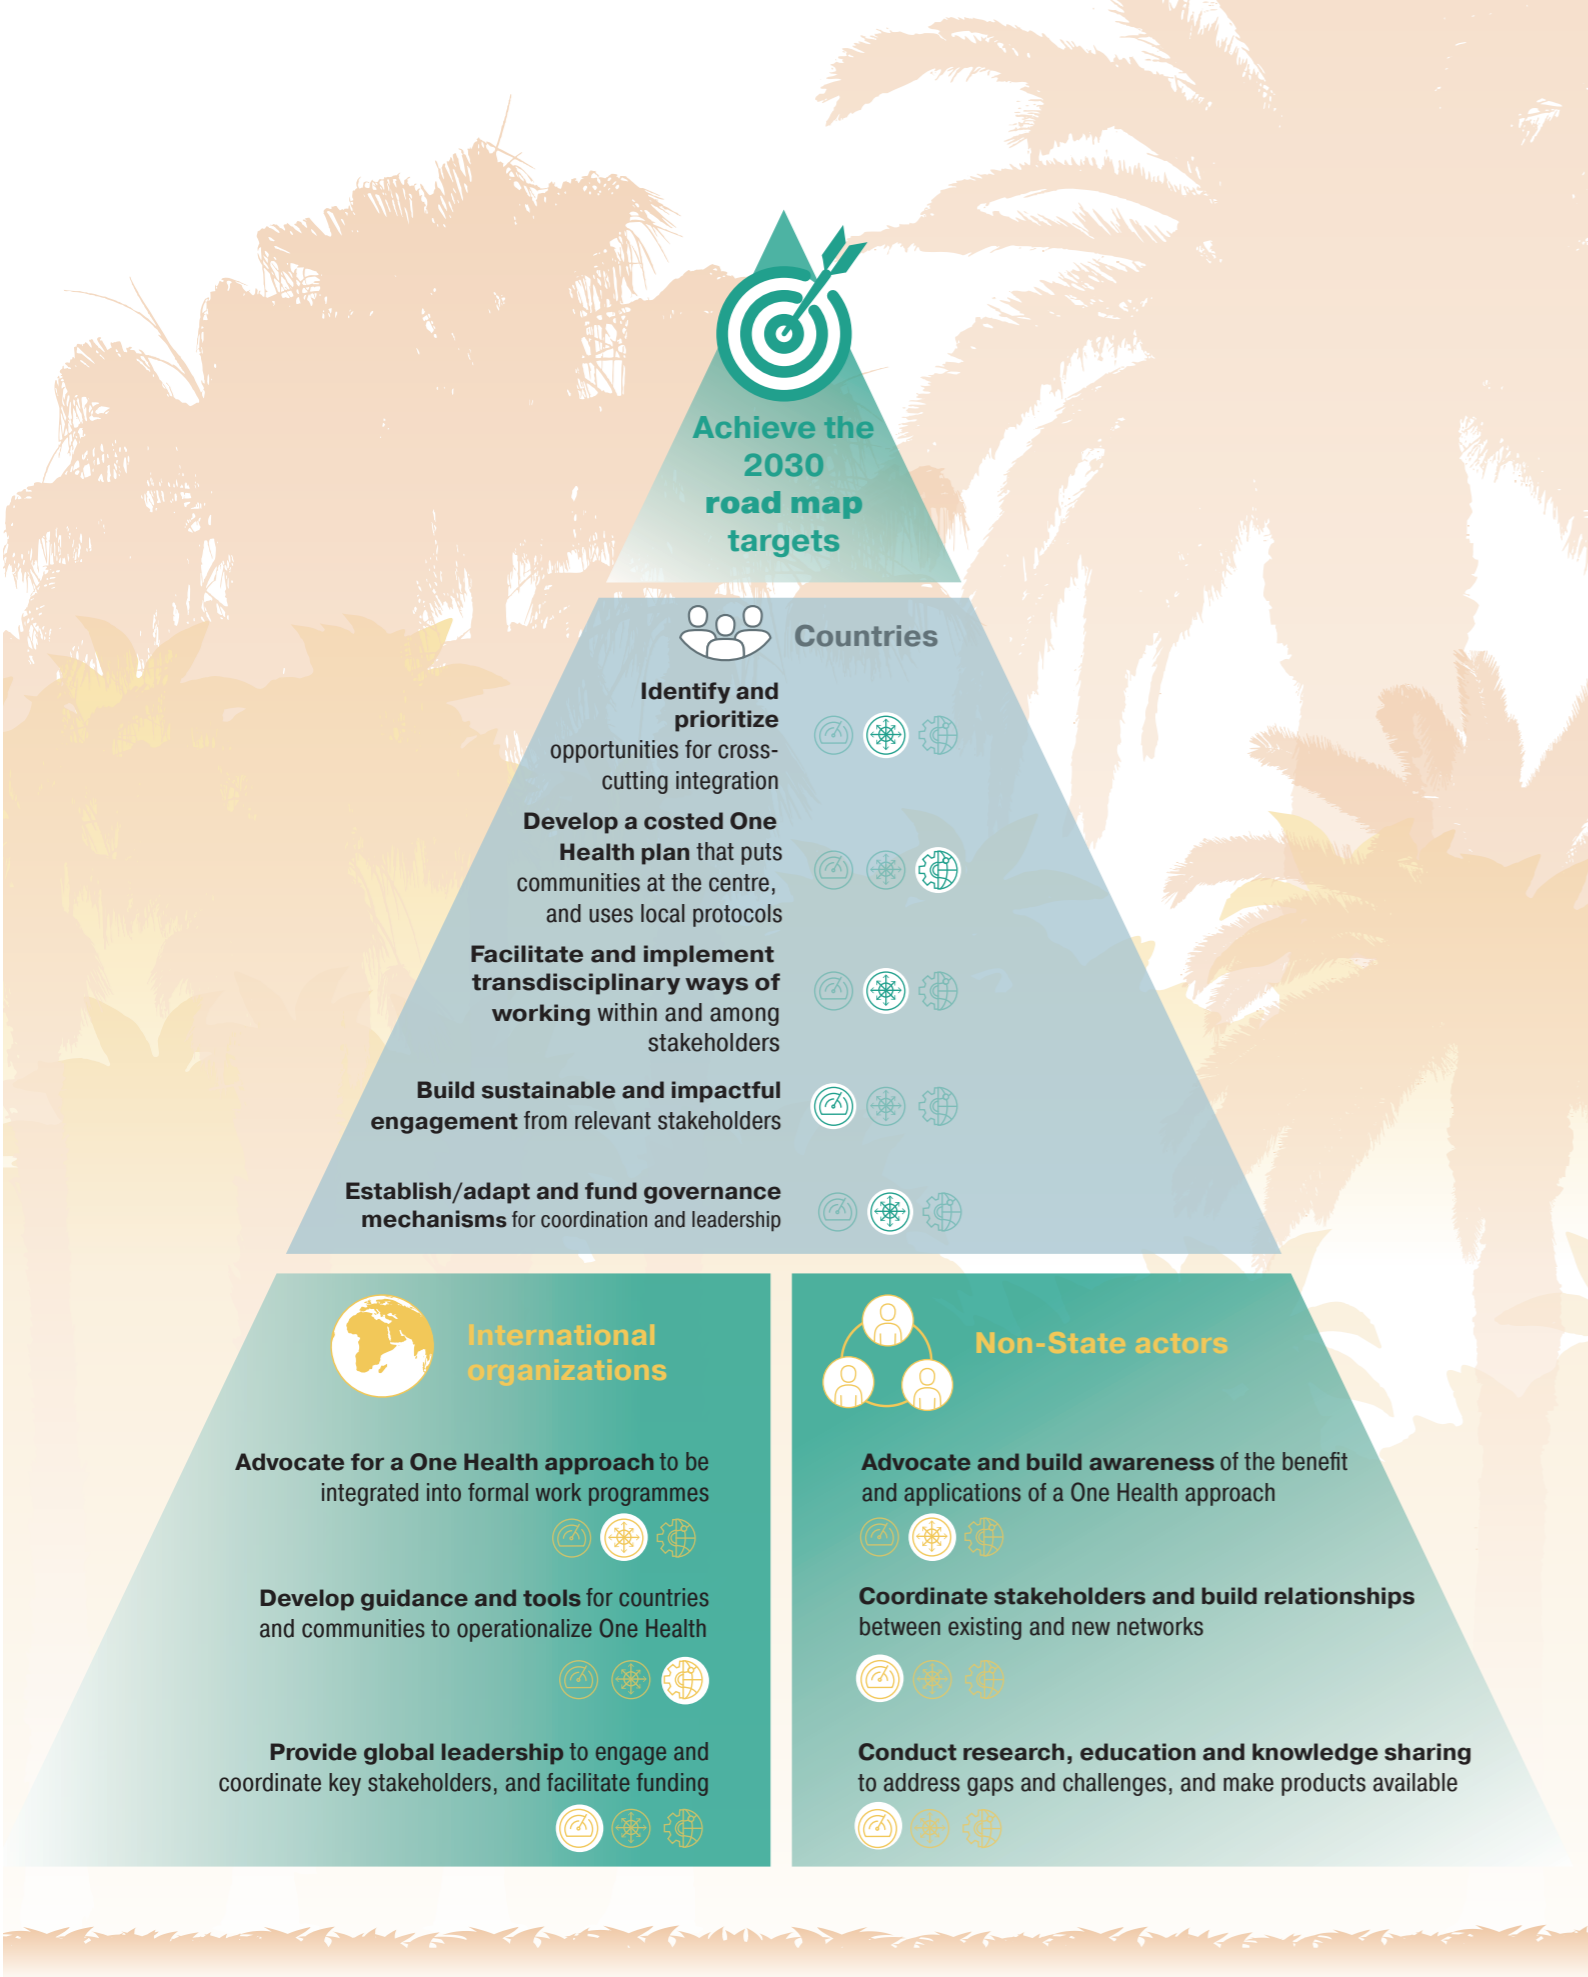 Achieve the
2030
road map
targets
Countries
Identify and
prioritize
opportunities for cross-
cutting integration
Develop a costed One
Health plan that puts
communities at the centre,
and uses local protocols
Facilitate and implement
transdisciplinary ways of
working within and among
stakeholders
Build sustainable and impactful
engagement from relevant stakeholders
Establish/adapt and fund governance
mechanisms for coordination and leadership
International
organizations
Advocate for a One Health approach to be
integrated into formal work programmes
Develop guidance and tools for countries
and communities to operationalize One Health
Provide global leadership to engage and
coordinate key stakeholders, and facilitate funding
Non-State actors
Advocate and build awareness of the benefit
and applications of a One Health approach
Coordinate stakeholders and build relationships
between existing and new networks
Conduct research, education and knowledge sharing
to address gaps and challenges, and make products available